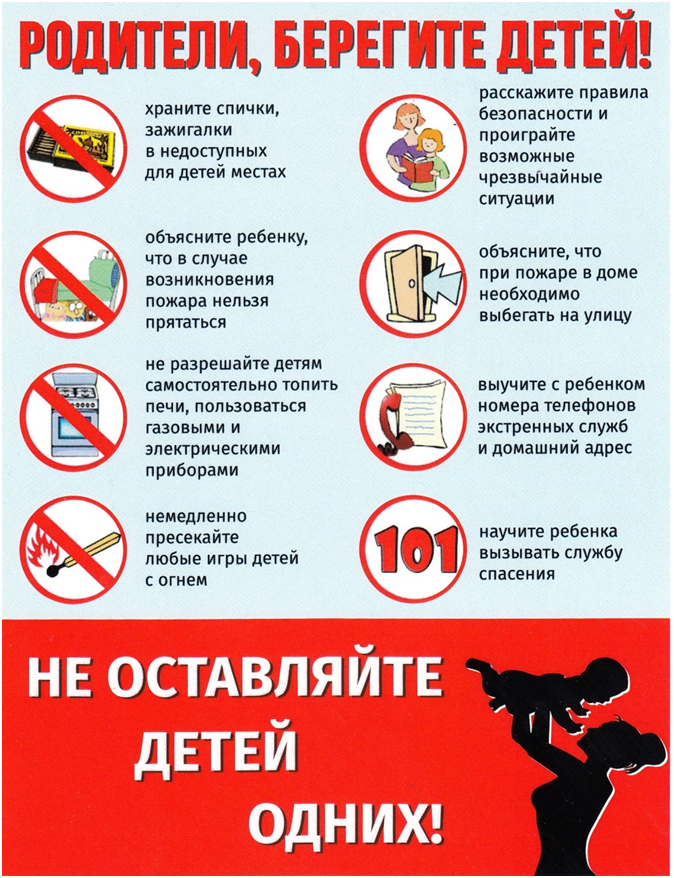 РОДИТЕЛИ, БЕРЕГИТЕ ДЕТЕЙ!
храните спички,
зажигалки
в недоступных
для детей местах
объясните ребенку,
что в случае
возникновения
пожара нельзя
прятаться
не разрешайте детям
самостоятельно топить
печи, пользоваться
газовыми и
электрическими
приборами
немедленно
пресекайте
любые игры детей
с огнем
расскажите правила
безопасности и
проиграйте
возможные
чрезвычайные
ситуации
объясните, что
при пожаре в доме
необходимо
выбегать на улицу
выучите с ребенком
номера телефонов
экстренных служб
и домашний адрес
101
научите ребенка
вызывать службу
спасения
НЕ ОСТАВЛЯЙТЕ
ДЕТЕЙ
ОДНИХ!